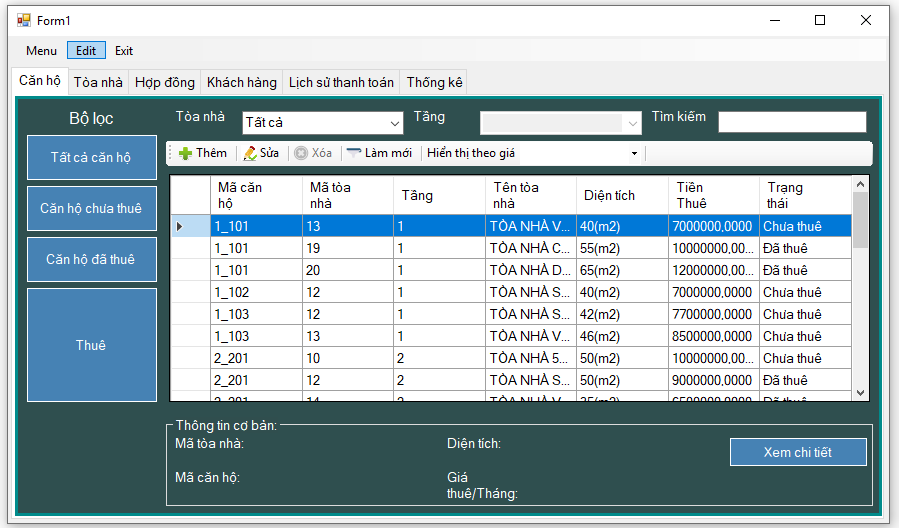 Form1
Menu Edit Exit
Căn hộ Tòa nhà Hợp đồng Khách hàng Lịch sử thanh toán Thống kê
Bộ lọc
Tất cả căn hộ
Căn hộ chưa thuê
Căn hộ đã thuê
Thuê
Tòa nhà Tất cả Tầng Tìm kiếm
Thêm Sửa Xóa Làm mới Hiển thị theo giá
Mã căn hộ Mã tòa nhà Tầng Tên tòa nhà Diện tích Tiền Thuê Trạng thái
1_101 13 1 TÒA NHÀ V... 40(m2) 7000000,0000 Chưa thuê
1_101 19 1 TÒA NHÀ C... 55(m2) 10000000,00... Đã thuê
1_101 20 1 TÒA NHÀ D... 65(m2) 12000000,00... Đã thuê
1_102 12 1 TÒA NHÀ S... 40(m2) 7000000,0000 Chưa thuê
1_103 12 1 TÒA NHÀ S... 42(m2) 7700000,0000 Chưa thuê
1_103 13 1 TÒA NHÀ V... 46(m2) 8500000,0000 Chưa thuê
2_201 10 2 TÒA NHÀ 5... 50(m2) 10000000,00... Chưa thuê
2_201 12 2 TÒA NHÀ S... 50(m2) 9000000,0000 Đã thuê
Thông tin cơ bản:
Mã tòa nhà: Diện tích:
Xem chi tiết
Mã căn hộ: Giá
thuê/Tháng: